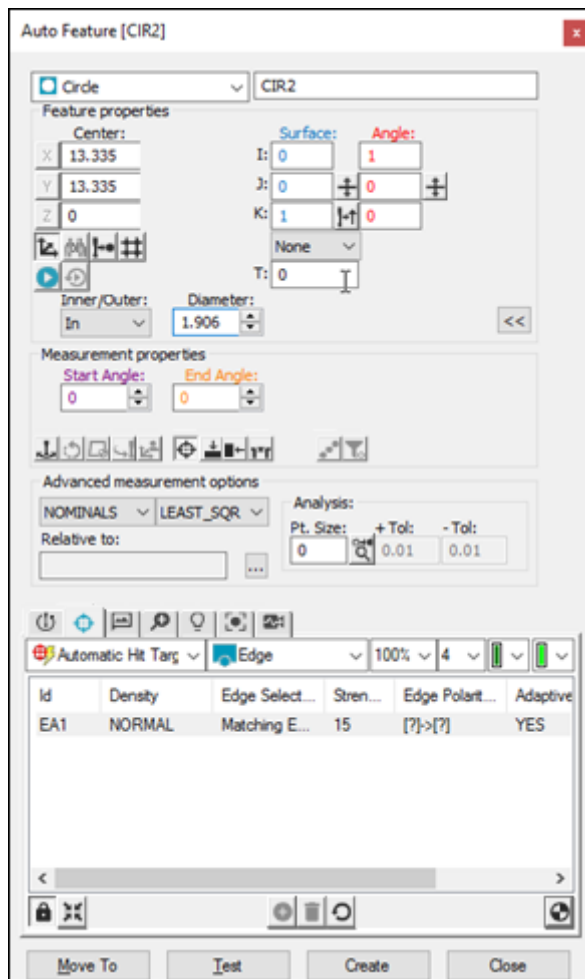 Auto Feature [CIR2]
x
Circle CIR2
Feature properties
Center: Surface: Angle:
X 13.335 I: 0 1
Y 13.335 J: 0 0
Z 0 K: 1 0
None
T: 0
Inner/Outer: Diameter:
In 1.906 <<
Measurement properties
Start Angle: End Angle:
0 0
Advanced measurement options
NOMINALS LEAST_SQR Analysis:
Relative to: Pt. Size: + Tol: - Tol:
0 0.01 0.01
...
Automatic Hit Targ Edge 100% 4
Id Density Edge Select... Stren... Edge Polarit... Adaptive
EA1 NORMAL Matching E... 15 [?]->[?] YES
Move To Test Create Close